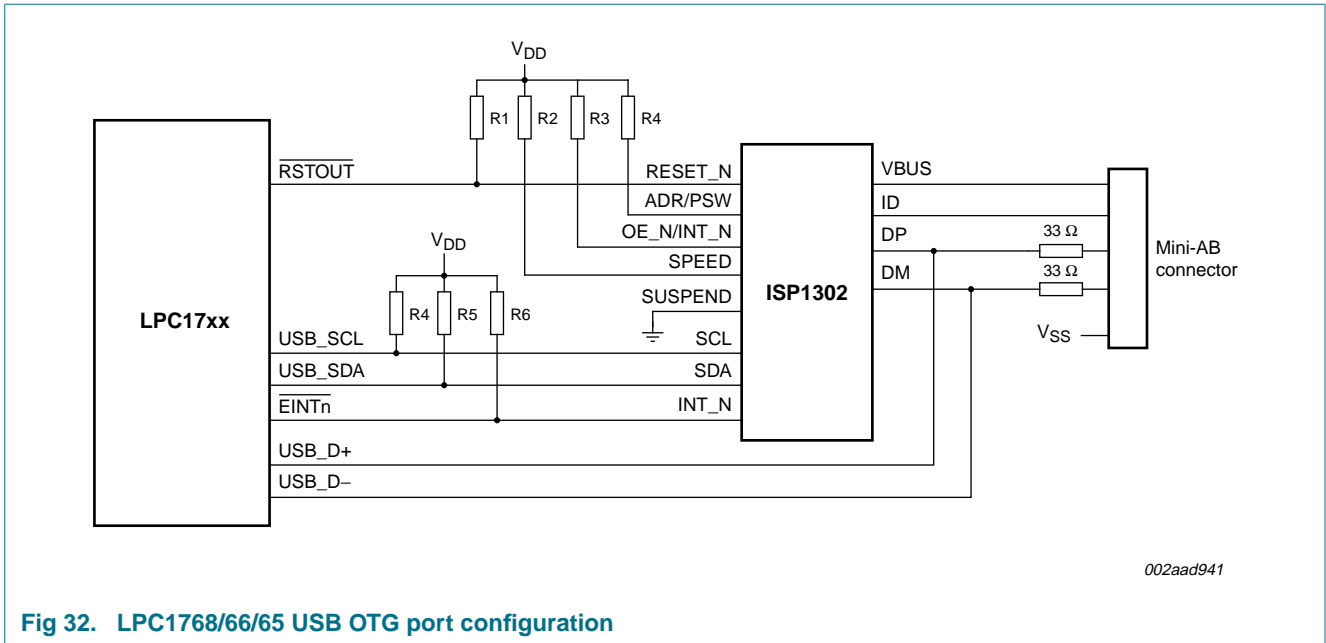 VDD
R1 R2 R3 R4
LPC17xx
RSTOUT
RESET_N
ADR/PSW
OE_N/INT_N
SPEED
SUSPEND
VDD
R4 R5 R6
USB_SCL
SCL
USB_SDA
SDA
EINTn
INT_N
USB_D+
USB_D−
ISP1302
VBUS
ID
DP
33 Ω
DM
33 Ω
VSS
Mini-AB
connector
002aad941
Fig 32. LPC1768/66/65 USB OTG port configuration